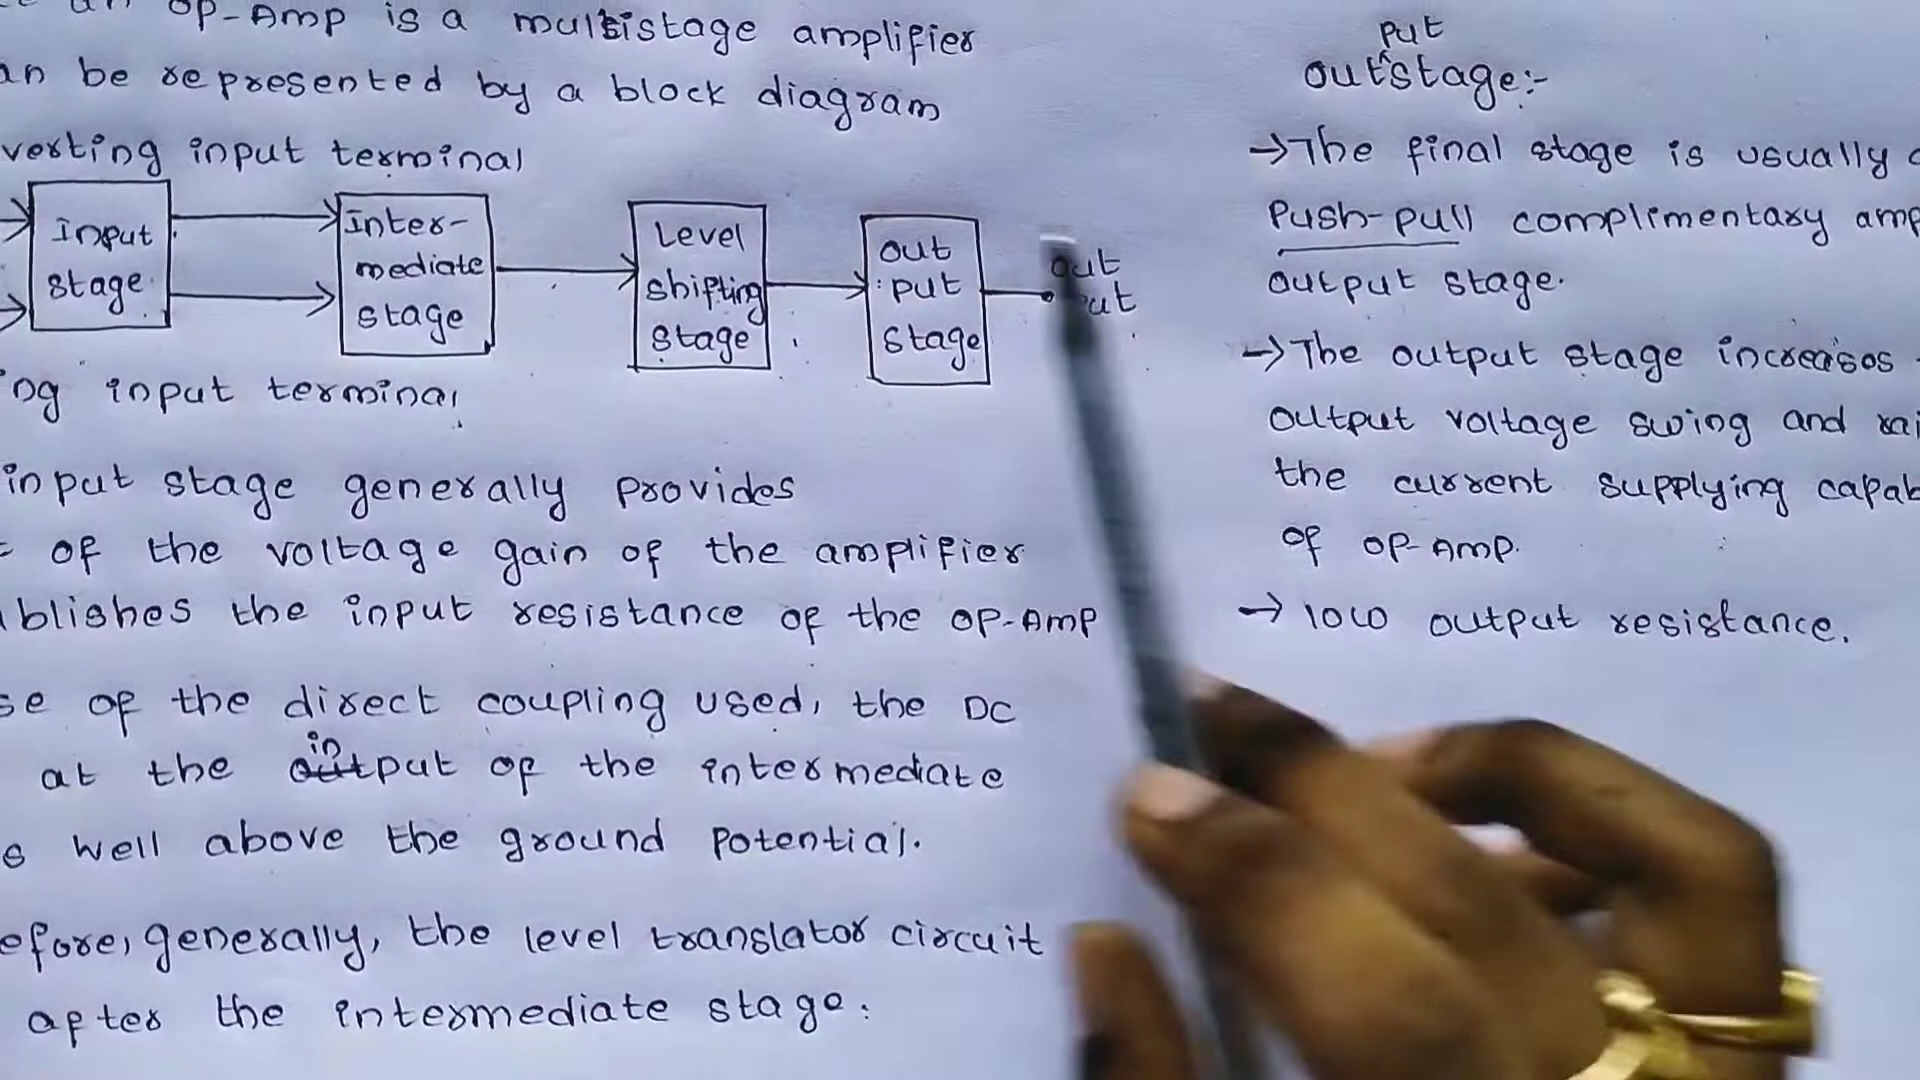 op-Amp is a multistage amplifier
be represented by a block diagram
verting input terminal
Input
stage
Inter-
mediate
stage
Level
shifting
stage
out
put
stage
out
put
ng input terminal
input stage generally provides
of the voltage gain of the amplifier
blishes the input resistance of the op-Amp
se of the direct coupling used, the DC
in
at the output of the intermediate
s well above the ground potential.
efore, generally, the level translator circuit
after the intermediate stage.
put
outstage:-
→The final stage is usually
Push-pull complimentary amp
output stage.
→The output stage increases
output voltage swing and rai
the current supplying capab
of OP-Amp.
→ low output resistance.